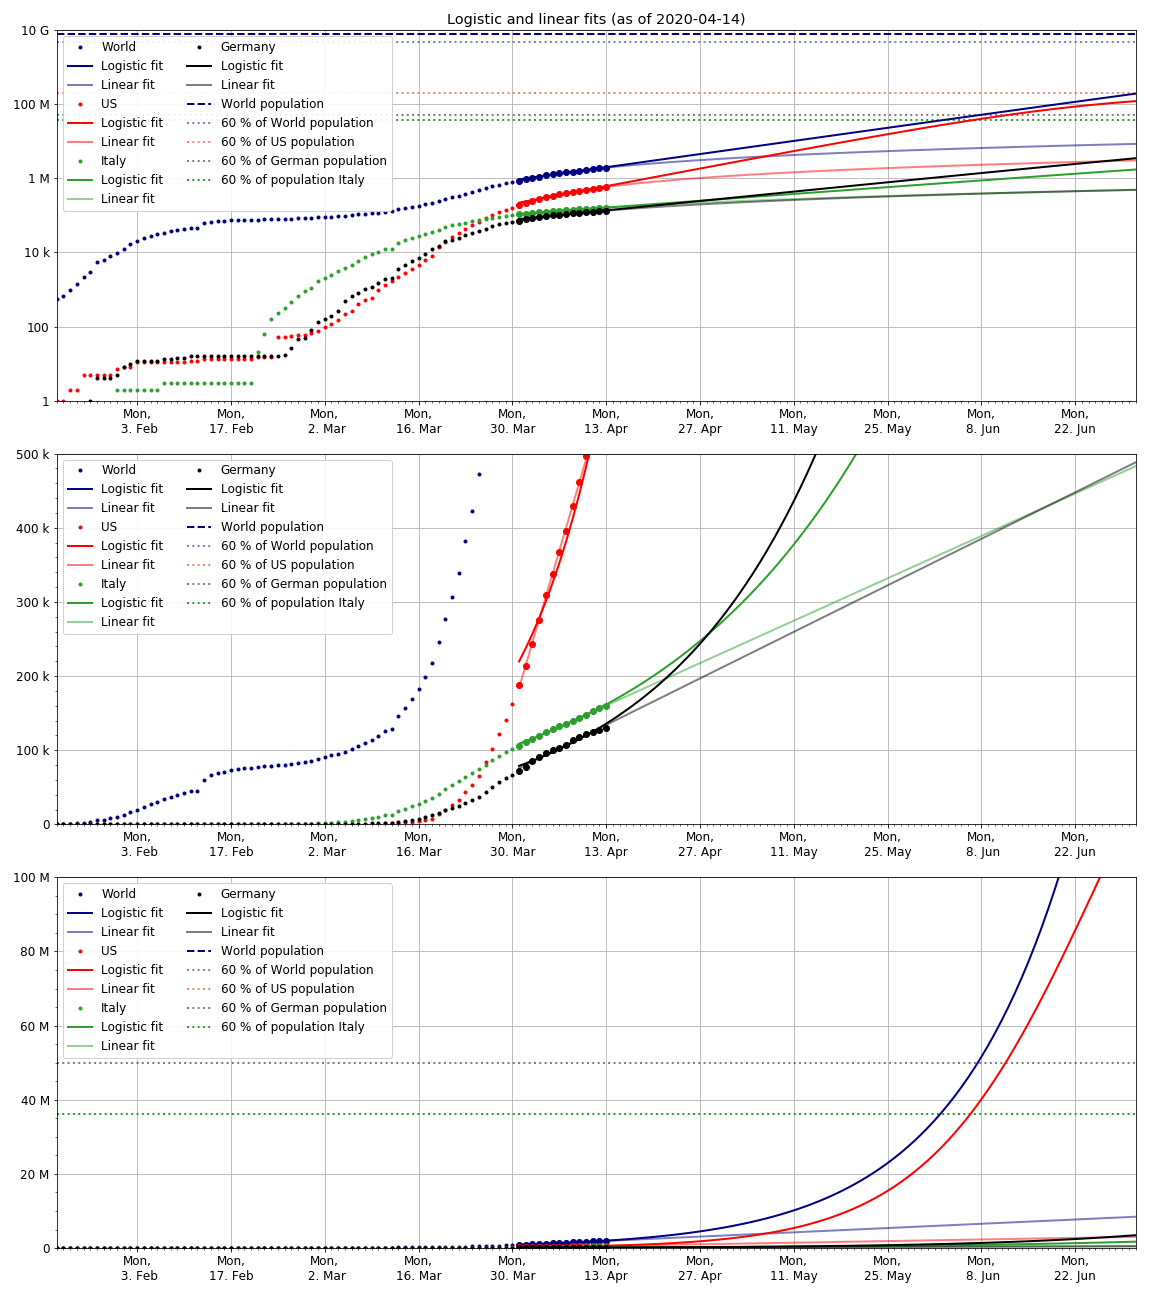 Logistic and linear fits (as of 2020-04-14)
10 G
100 M
1 M
10 k
100
1
World
Logistic fit
Linear fit
US
Logistic fit
Linear fit
Italy
Logistic fit
Linear fit
Germany
Logistic fit
Linear fit
World population
60 % of World population
60 % of US population
60 % of German population
60 % of population Italy
Mon, Mon, Mon, Mon, Mon, Mon, Mon, Mon, Mon, Mon, Mon,
3. Feb 17. Feb 2. Mar 16. Mar 30. Mar 13. Apr 27. Apr 11. May 25. May 8. Jun 22. Jun
500 k
400 k
300 k
200 k
100 k
0
World
Logistic fit
Linear fit
US
Logistic fit
Linear fit
Italy
Logistic fit
Linear fit
Germany
Logistic fit
Linear fit
World population
60 % of World population
60 % of US population
60 % of German population
60 % of population Italy
Mon, Mon, Mon, Mon, Mon, Mon, Mon, Mon, Mon, Mon, Mon,
3. Feb 17. Feb 2. Mar 16. Mar 30. Mar 13. Apr 27. Apr 11. May 25. May 8. Jun 22. Jun
100 M
80 M
60 M
40 M
20 M
0
World
Logistic fit
Linear fit
US
Logistic fit
Linear fit
Italy
Logistic fit
Linear fit
Germany
Logistic fit
Linear fit
World population
60 % of World population
60 % of US population
60 % of German population
60 % of population Italy
Mon, Mon, Mon, Mon, Mon, Mon, Mon, Mon, Mon, Mon, Mon,
3. Feb 17. Feb 2. Mar 16. Mar 30. Mar 13. Apr 27. Apr 11. May 25. May 8. Jun 22. Jun